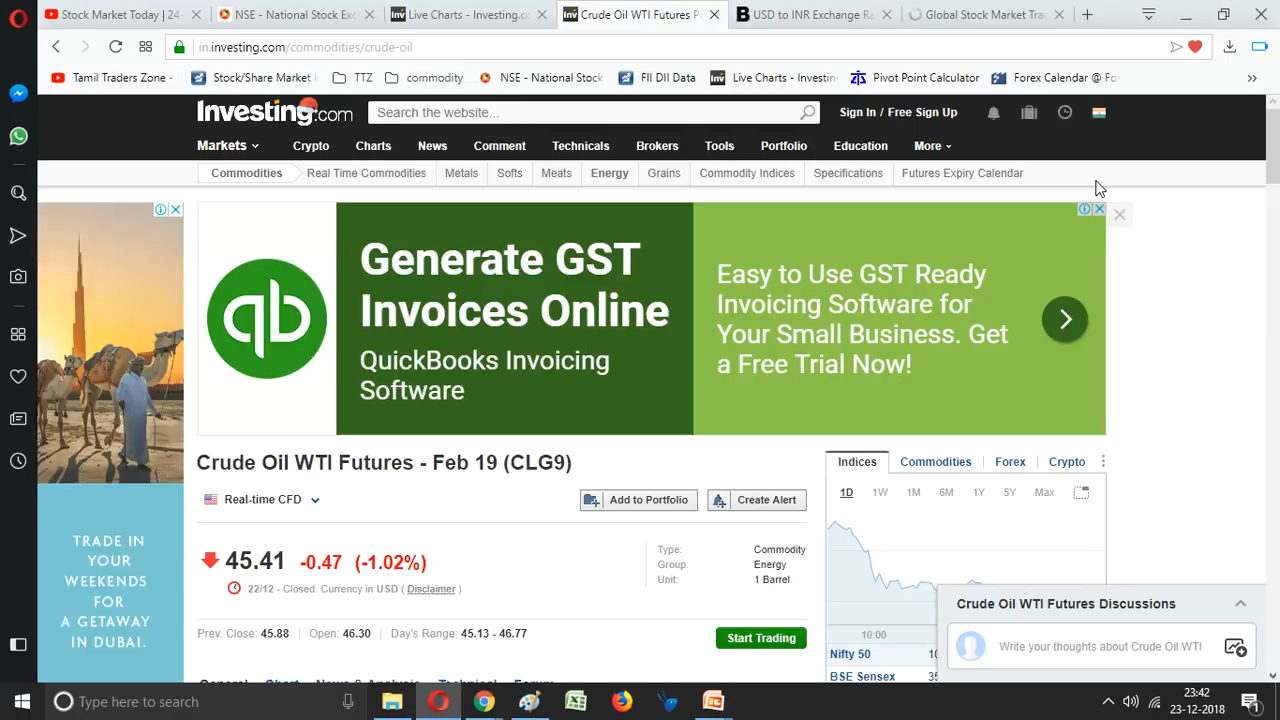 Stock Market Today | 24-
NSE - National Stock Exc
Live Charts - Investing.co
Crude Oil WTI Futures P
USD to INR Exchange Ra
Global Stock Market Trad
in.investing.com/commodities/crude-oil
Tamil Traders Zone -
Stock/Share Market I
TTZ
commodity
NSE - National Stock
FII DII Data
Live Charts - Investin
Pivot Point Calculator
Forex Calendar @ Fo
Investing.com
Search the website...
Sign In / Free Sign Up
Markets
Crypto
Charts
News
Comment
Technicals
Brokers
Tools
Portfolio
Education
More
Commodities
Real Time Commodities
Metals
Softs
Meats
Energy
Grains
Commodity Indices
Specifications
Futures Expiry Calendar
Generate GST
Invoices Online
QuickBooks Invoicing
Software
Easy to Use GST Ready
Invoicing Software for
Your Small Business. Get
a Free Trial Now!
TRADE IN
YOUR
WEEKENDS
FOR
A GETAWAY
IN DUBAI.
Crude Oil WTI Futures - Feb 19 (CLG9)
Real-time CFD
Add to Portfolio
Create Alert
45.41 -0.47 (-1.02%)
22/12 - Closed. Currency in USD ( Disclaimer )
Type: Commodity
Group: Energy
Unit: 1 Barrel
Prev. Close: 45.88
Open: 46.30
Day's Range: 45.13 - 46.77
Start Trading
Indices
Commodities
Forex
Crypto
1D
1W
1M
6M
1Y
5Y
Max
10:00
Nifty 50
BSE Sensex
Crude Oil WTI Futures Discussions
Write your thoughts about Crude Oil WTI
Type here to search
23:42
23-12-2018